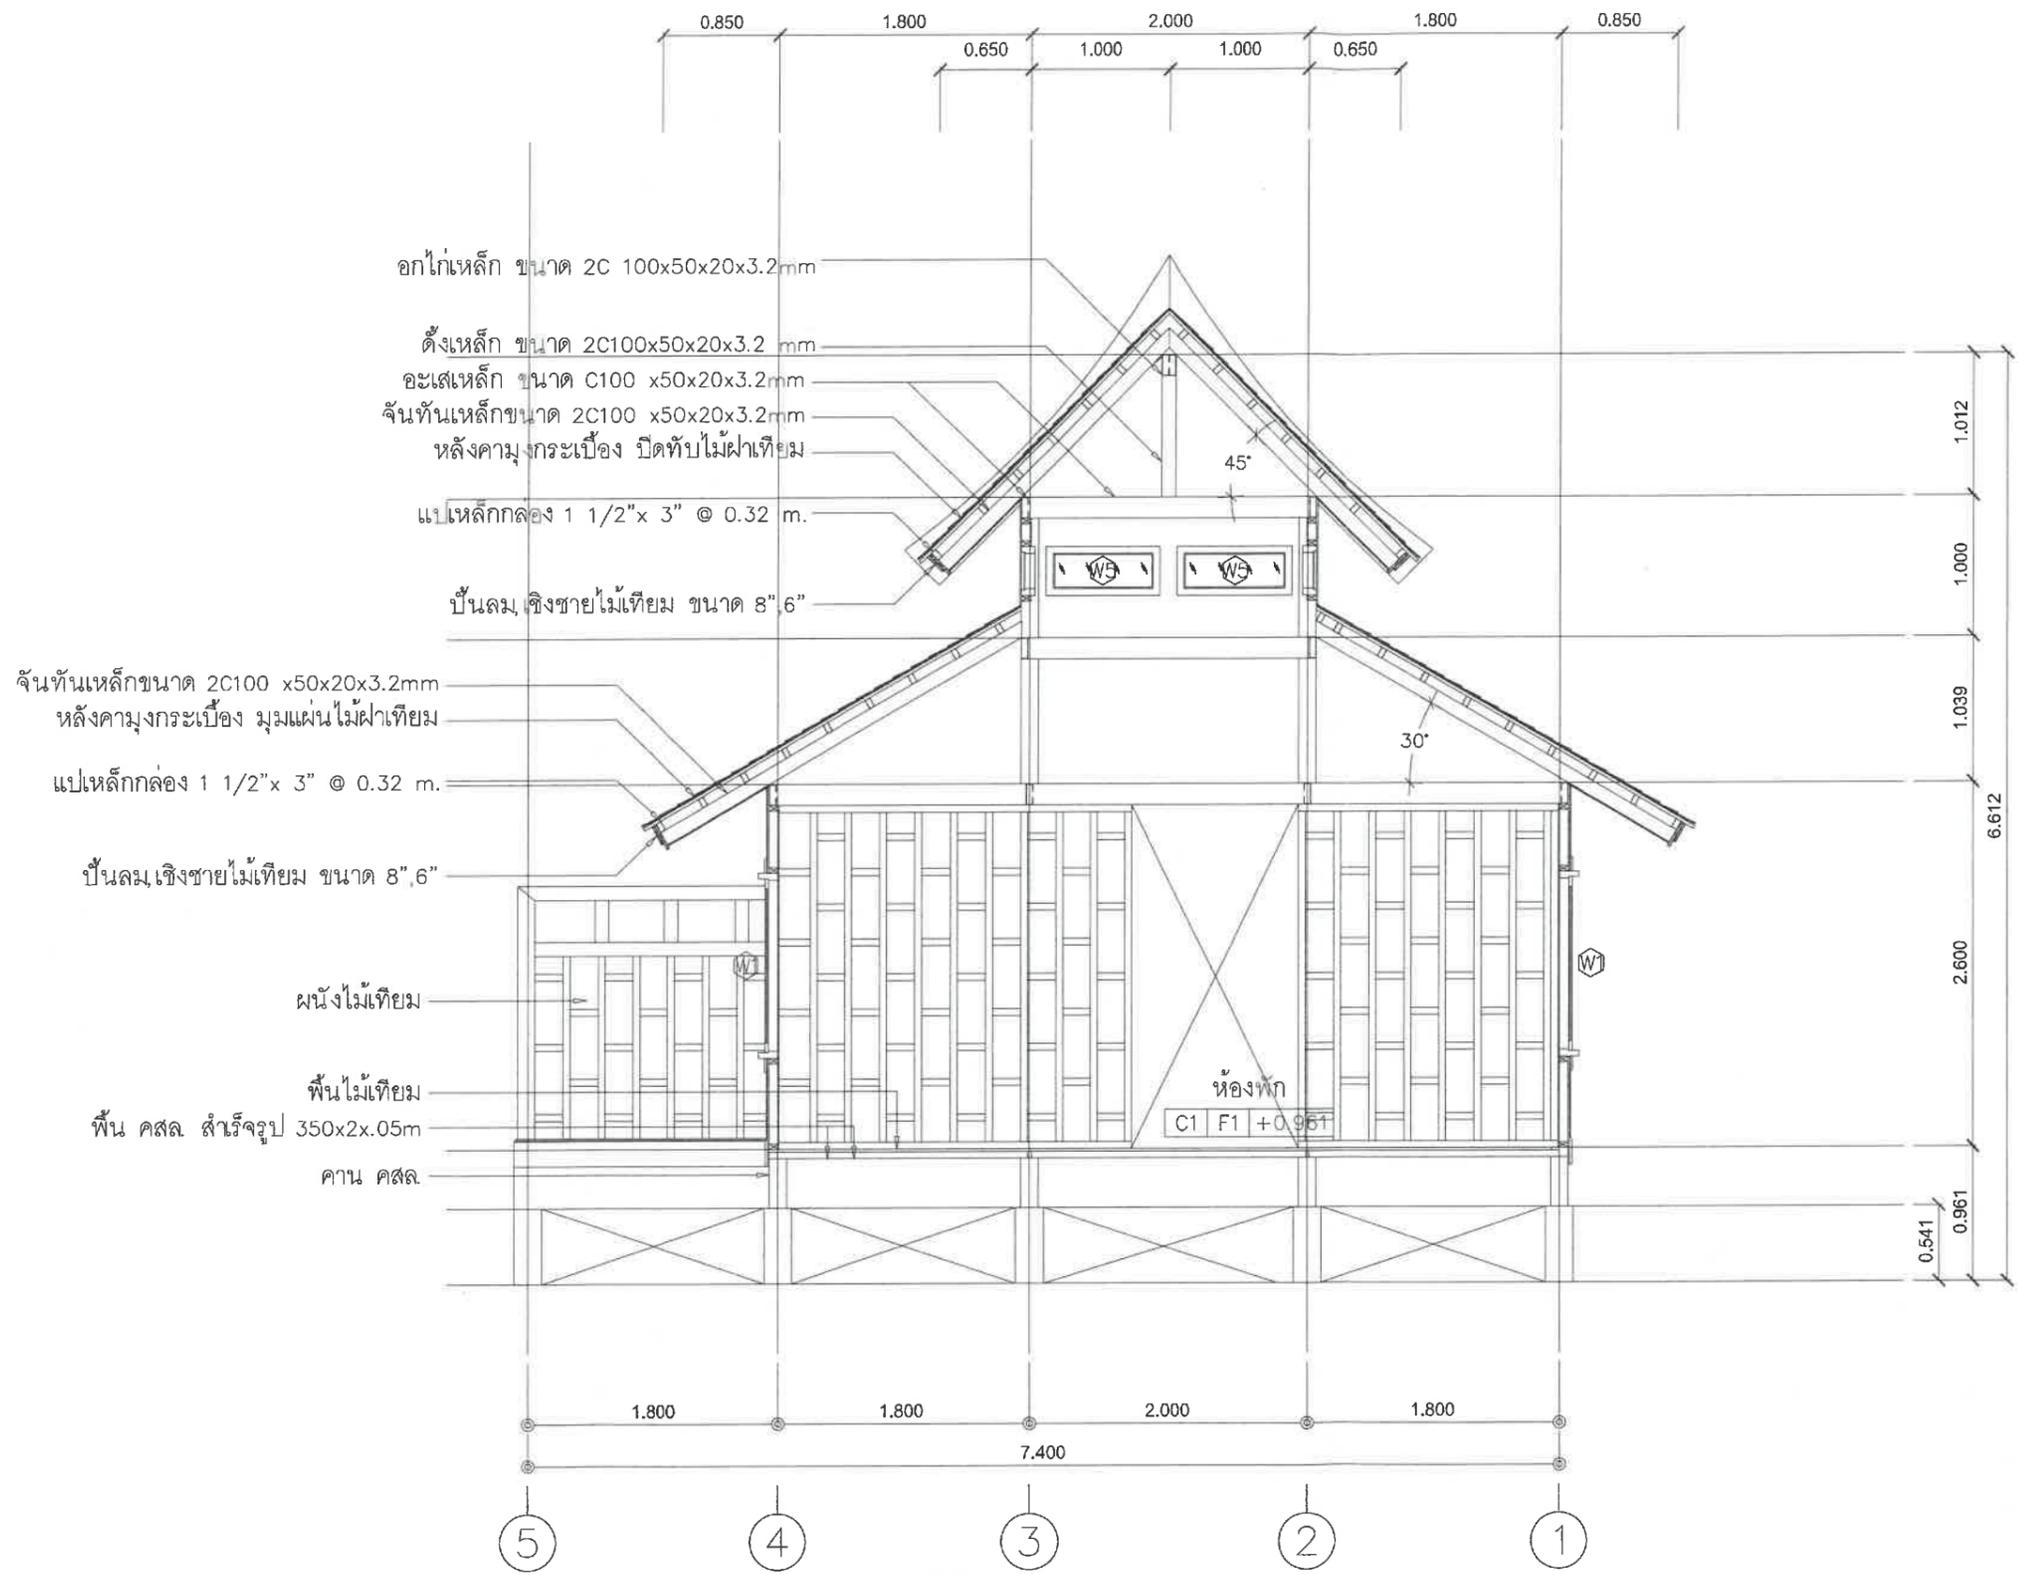 0.850 1.800 2.000 1.800 0.850
0.650 1.000 1.000 0.650
อกไก่เหล็ก ขนาด 2C 100x50x20x3.2mm
ดั้งเหล็ก ขนาด 2C100x50x20x3.2 mm
อะเสเหล็ก ขนาด C100 x50x20x3.2mm
จันทันเหล็กขนาด 2C100 x50x20x3.2mm
หลังคามุงกระเบื้อง ปิดทับไม้ฝาเทียม
แปเหล็กกล่อง 1 1/2"x 3" @ 0.32 m.
ปั้นลม,เชิงชายไม้เทียม ขนาด 8",6"
45°
W5 W5
1.012
1.000
1.039
6.612
2.600
0.961
0.541
จันทันเหล็กขนาด 2C100 x50x20x3.2mm
หลังคามุงกระเบื้อง มุมแผ่นไม้ฝาเทียม
แปเหล็กกล่อง 1 1/2"x 3" @ 0.32 m.
ปั้นลม,เชิงชายไม้เทียม ขนาด 8",6"
30°
W1 W1
ผนังไม้เทียม
พื้นไม้เทียม
พื้น คสล. สำเร็จรูป 350x2x.05m
คาน คสล.
ห้องพัก
C1 F1 +0.961
1.800 1.800 2.000 1.800
7.400
5 4 3 2 1